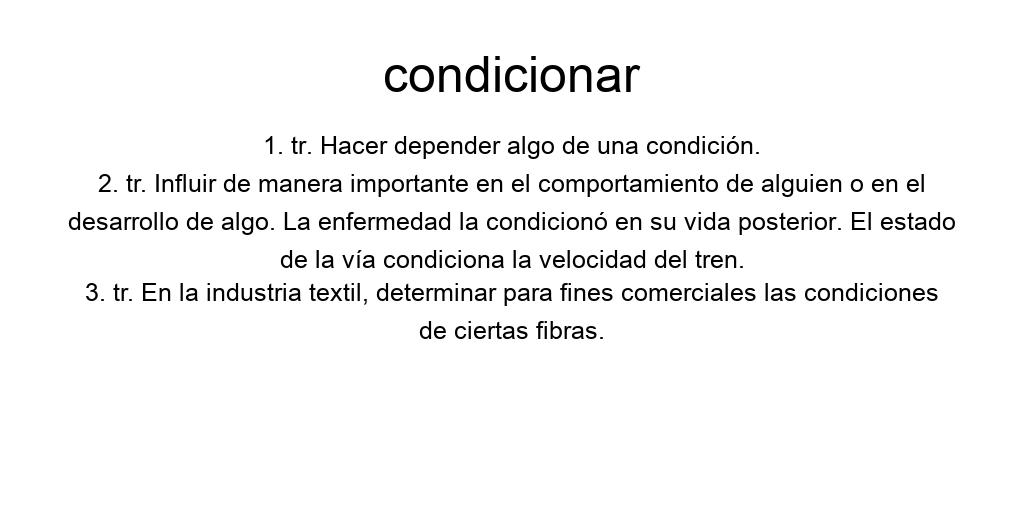 condicionar
1. tr. Hacer depender algo de una condición.
2. tr. Influir de manera importante en el comportamiento de alguien o en el
desarrollo de algo. La enfermedad la condicionó en su vida posterior. El estado
de la vía condiciona la velocidad del tren.
3. tr. En la industria textil, determinar para fines comerciales las condiciones
de ciertas fibras.